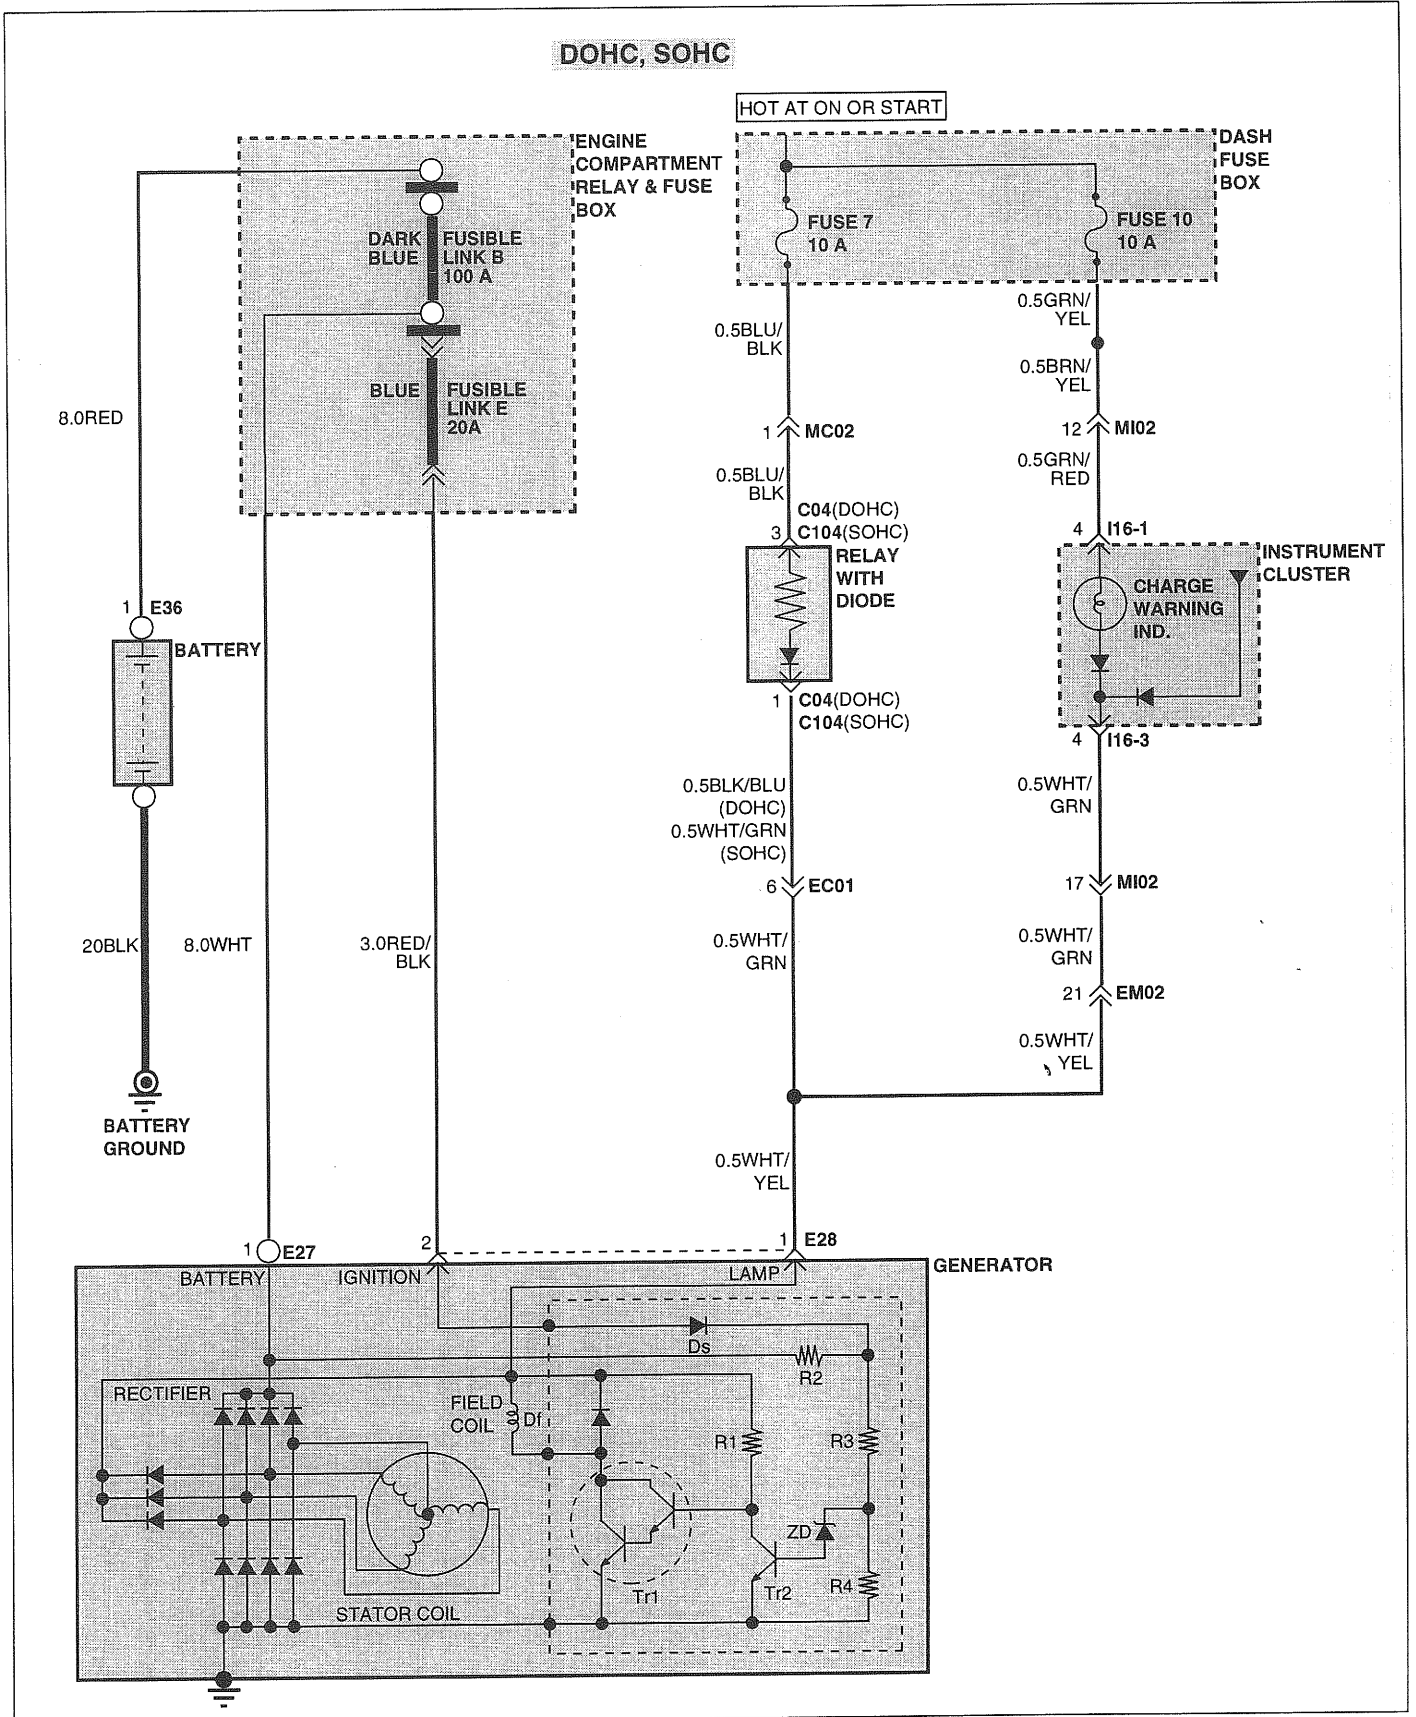 DOHC, SOHC
HOT AT ON OR START
ENGINE
COMPARTMENT
RELAY & FUSE
BOX
DASH
FUSE
BOX
DARK
BLUE
FUSIBLE
LINK B
100 A
FUSE 7
10 A
FUSE 10
10 A
0.5GRN/
YEL
0.5BLU/
BLK
0.5BRN/
YEL
BLUE
FUSIBLE
LINK E
20A
8.0RED
1 MC02
12 MI02
0.5BLU/
BLK
0.5GRN/
RED
C04(DOHC)
3 C104(SOHC)
4 I16-1
RELAY
WITH
DIODE
INSTRUMENT
CLUSTER
CHARGE
WARNING
IND.
1 E36
BATTERY
1 C04(DOHC)
C104(SOHC)
4 I16-3
0.5BLK/BLU
(DOHC)
0.5WHT/GRN
(SOHC)
0.5WHT/
GRN
6 EC01
17 MI02
20BLK
8.0WHT
3.0RED/
BLK
0.5WHT/
GRN
0.5WHT/
GRN
21 EM02
0.5WHT/
YEL
BATTERY
GROUND
0.5WHT/
YEL
1 E27
2
1 E28
GENERATOR
BATTERY
IGNITION
LAMP
Ds
R2
RECTIFIER
FIELD
COIL
Df
R1
R3
ZD
Tr1
Tr2
R4
STATOR COIL